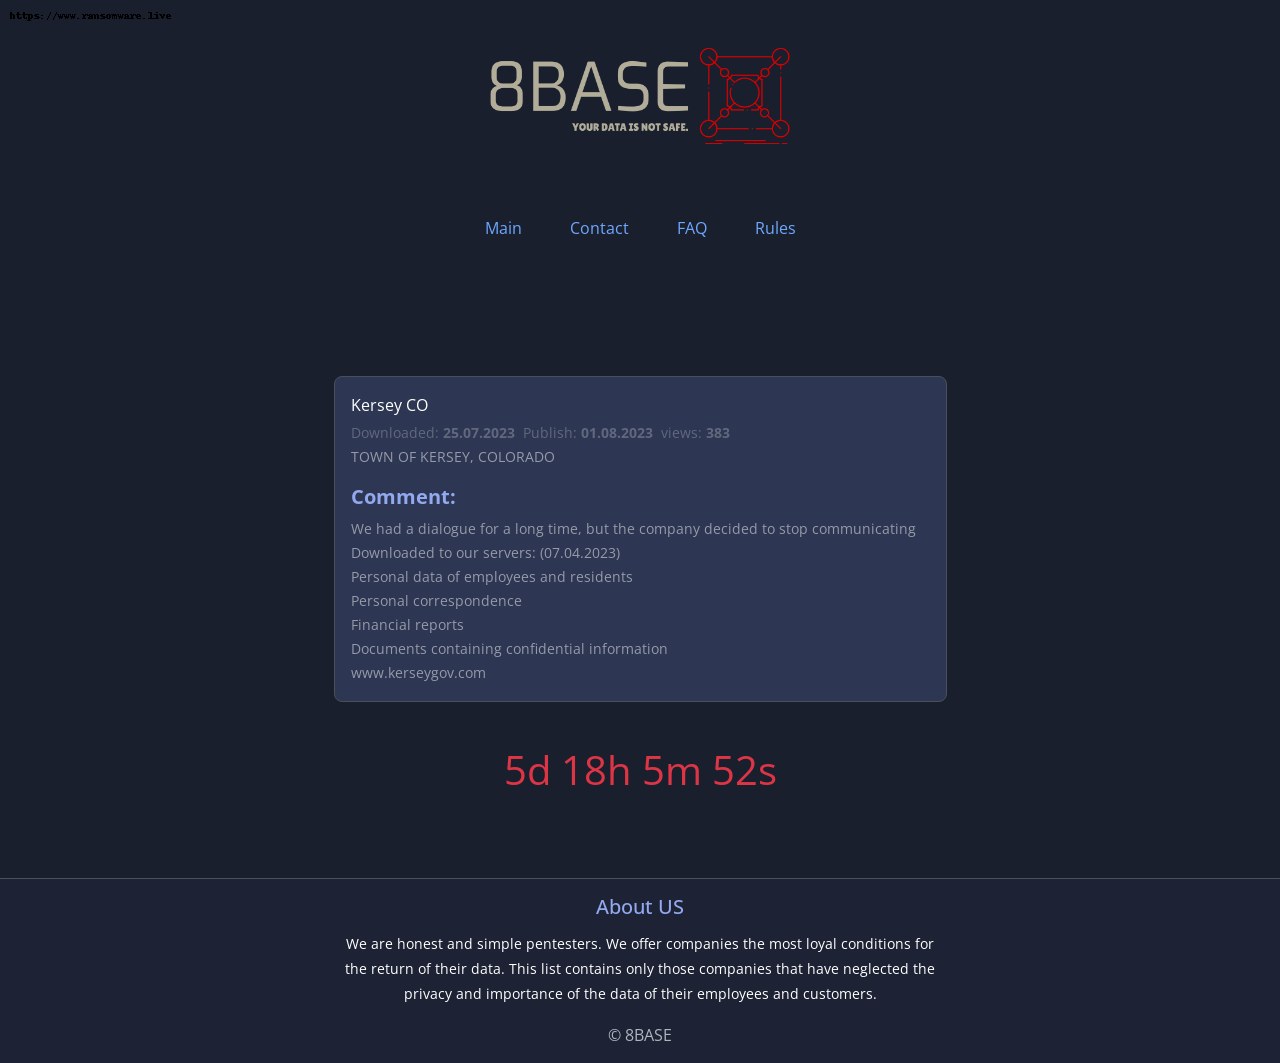 https://www.ransomware.live
8BASE
YOUR DATA IS NOT SAFE.
Main Contact FAQ Rules
Kersey CO
Downloaded: 25.07.2023 Publish: 01.08.2023 views: 383
TOWN OF KERSEY, COLORADO
Comment:
We had a dialogue for a long time, but the company decided to stop communicating
Downloaded to our servers: (07.04.2023)
Personal data of employees and residents
Personal correspondence
Financial reports
Documents containing confidential information
www.kerseygov.com
5d 18h 5m 52s
About US
We are honest and simple pentesters. We offer companies the most loyal conditions for
the return of their data. This list contains only those companies that have neglected the
privacy and importance of the data of their employees and customers.
© 8BASE